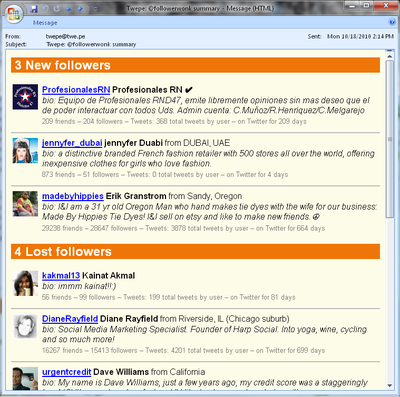 Twepe: ©followerwonk summary - Message (HTML)
Message
From: twepe@twe.pe Sent: Mon 10/18/2010 2:14 PM
Subject: Twepe: ©followerwonk summary
3 New followers
ProfesionalesRN Profesionales RN ✔
bio: Equipo de Profesionales RND47, emite libremente opiniones sin mas deseo que el
de poder interactuar con todos Uds. Admin cuenta: C.Muñoz/R.Henríquez/C.Melgarejo
209 friends – 204 followers – Tweets: 368 total tweets by user – on Twitter for 209 days
jennyfer_dubai jennyfer Duabi from DUBAI, UAE
bio: a distinctive branded French fashion retailer with 500 stores all over the world, offering
inexpensive clothes for girls who love fashion.
873 friends – 51 followers – Tweets: 0 total tweets by user – on Twitter for 4 days
madebyhippies Erik Granstrom from Sandy, Oregon
bio: I&I am a 31 yr old Oregon Man who hand makes tie dyes with the wife for our business:
Made By Hippies Tie Dyes! I&I sell on etsy and like to make new friends. ☮
29238 friends – 28647 followers – Tweets: 3878 total tweets by user – on Twitter for 664 days
4 Lost followers
kakmal13 Kainat Akmal
bio: immm kainat!!:)
56 friends – 99 followers – Tweets: 199 total tweets by user – on Twitter for 81 days
DianeRayfield Diane Rayfield from Riverside, IL (Chicago suburb)
bio: Social Media Marketing Specialist. Founder of Harp Social. Into yoga, wine, cycling
and so much more!
16267 friends – 15413 followers – Tweets: 4201 total tweets by user – on Twitter for 699 days
urgentcredit Dave Williams from California
bio: My name is Dave Williams, just a few years ago, my credit score was a staggeringly